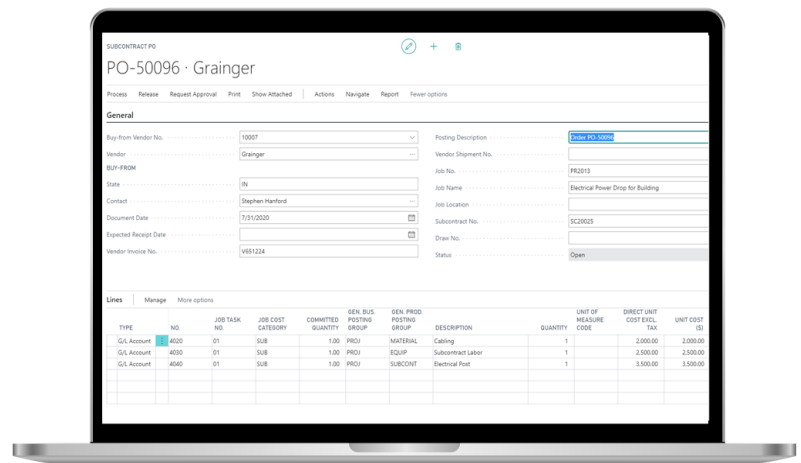 SUBCONTRACT PO
PO-50096 · Grainger
Process Release Request Approval Print Show Attached Actions Navigate Report Fewer options
General
Buy-from Vendor No. 10007 Posting Description Order PO-50096
Vendor Grainger Vendor Shipment No.
BUY-FROM Job No. PR2013
State IN Job Name Electrical Power Drop for Building
Contact Stephen Hanford Job Location
Document Date 7/31/2020 Subcontract No. SC20025
Expected Receipt Date Draw No.
Vendor Invoice No. V651224 Status Open
Lines Manage More options
TYPE NO. JOB TASK NO. JOB COST CATEGORY COMMITTED QUANTITY GEN. BUS. POSTING GROUP GEN. PROD. POSTING GROUP DESCRIPTION QUANTITY UNIT OF MEASURE CODE DIRECT UNIT COST EXCL. TAX UNIT COST ($)
G/L Account 4020 01 SUB 1.00 PROJ MATERIAL Cabling 1 2,000.00 2,000.00
G/L Account 4030 01 SUB 1.00 PROJ EQUIP Subcontract Labor 1 2,500.00 2,500.00
G/L Account 4040 01 SUB 1.00 PROJ SUBCONT Electrical Post 1 3,500.00 3,500.00